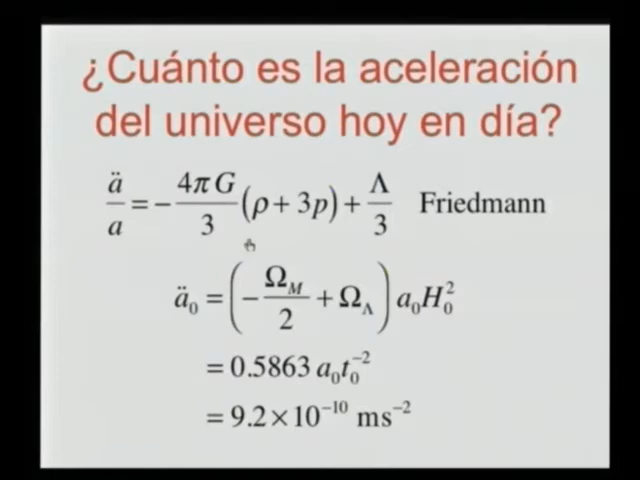 ¿Cuánto es la aceleración
del universo hoy en día?
ä/a = −4πG/3 (ρ + 3p) + Λ/3 Friedmann
ä₀ = (−Ω_M/2 + Ω_Λ) a₀H₀²
= 0.5863 a₀t₀⁻²
= 9.2×10⁻¹⁰ ms⁻²